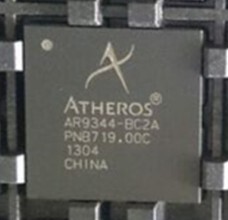 ATHEROS®
AR9344-BC2A
PNB719.00C
1304
CHINA